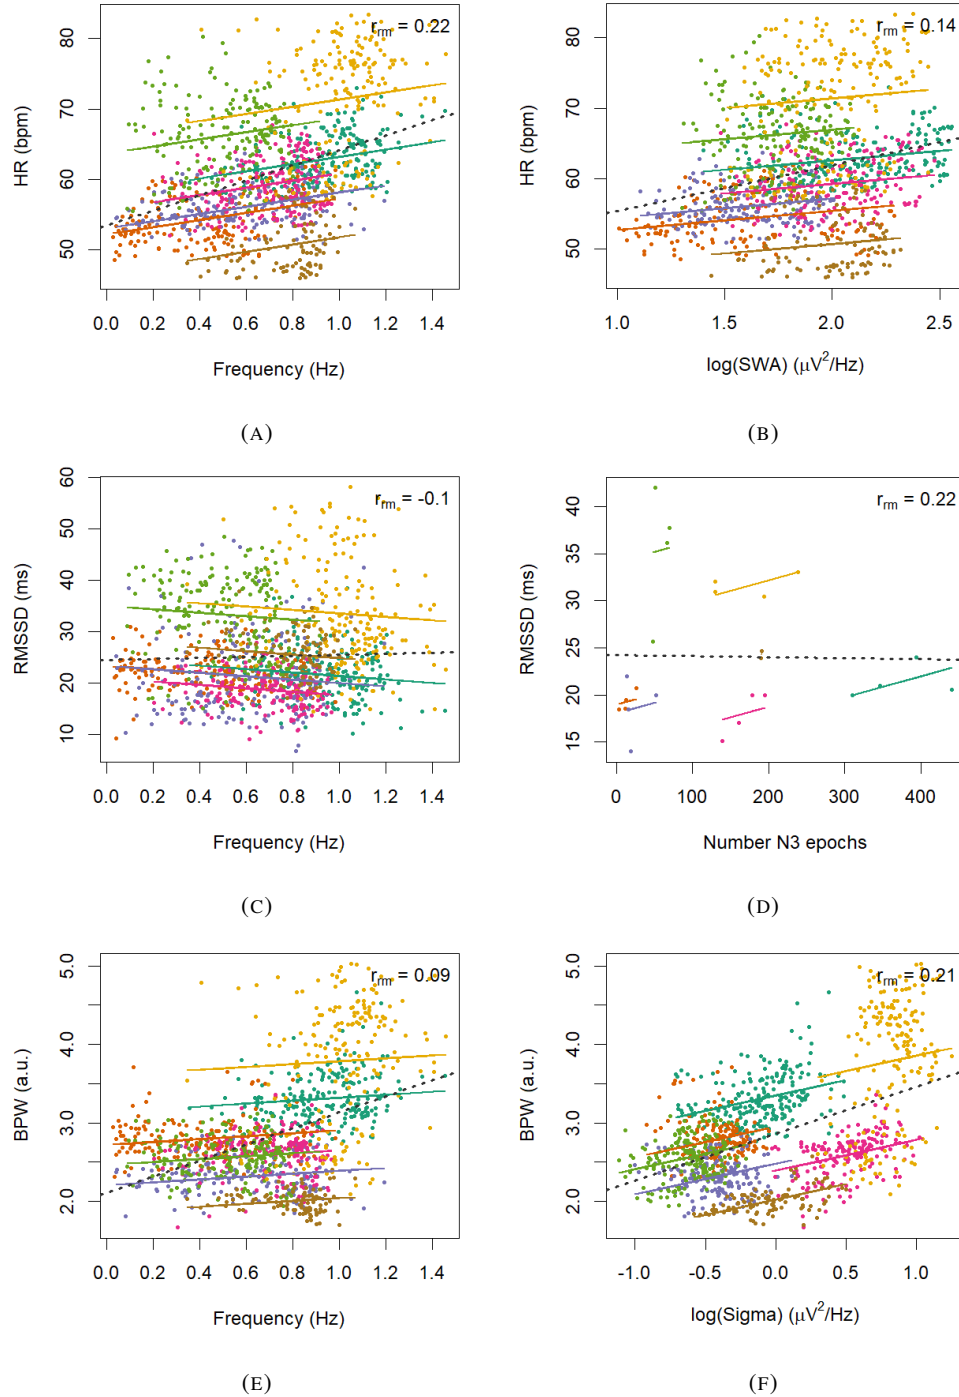 r_rm = 0.22
HR (bpm)
80
70
60
50
0.0 0.2 0.4 0.6 0.8 1.0 1.2 1.4
Frequency (Hz)
(A)
r_rm = 0.14
HR (bpm)
80
70
60
50
1.0 1.5 2.0 2.5
log(SWA) (μV²/Hz)
(B)
r_rm = -0.1
RMSSD (ms)
60
50
40
30
20
10
0.0 0.2 0.4 0.6 0.8 1.0 1.2 1.4
Frequency (Hz)
(C)
r_rm = 0.22
RMSSD (ms)
40
35
30
25
20
15
0 100 200 300 400
Number N3 epochs
(D)
r_rm = 0.09
BPW (a.u.)
5.0
4.0
3.0
2.0
0.0 0.2 0.4 0.6 0.8 1.0 1.2 1.4
Frequency (Hz)
(E)
r_rm = 0.21
BPW (a.u.)
5.0
4.0
3.0
2.0
-1.0 -0.5 0.0 0.5 1.0
log(Sigma) (μV²/Hz)
(F)